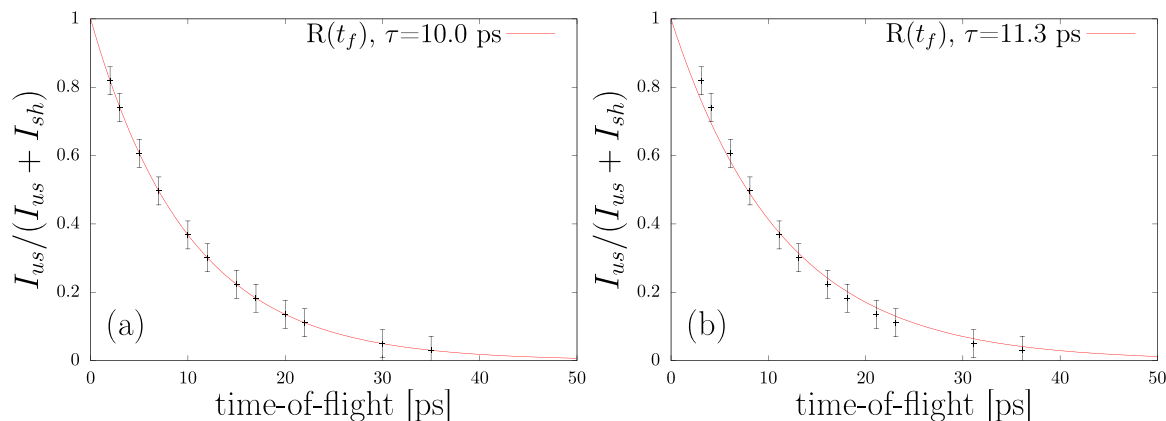 R(t_f), τ=10.0 ps
I_us/(I_us + I_sh)
1
0.8
0.6
0.4
0.2
0
(a)
0 10 20 30 40 50
time-of-flight [ps]
R(t_f), τ=11.3 ps
I_us/(I_us + I_sh)
1
0.8
0.6
0.4
0.2
0
(b)
0 10 20 30 40 50
time-of-flight [ps]